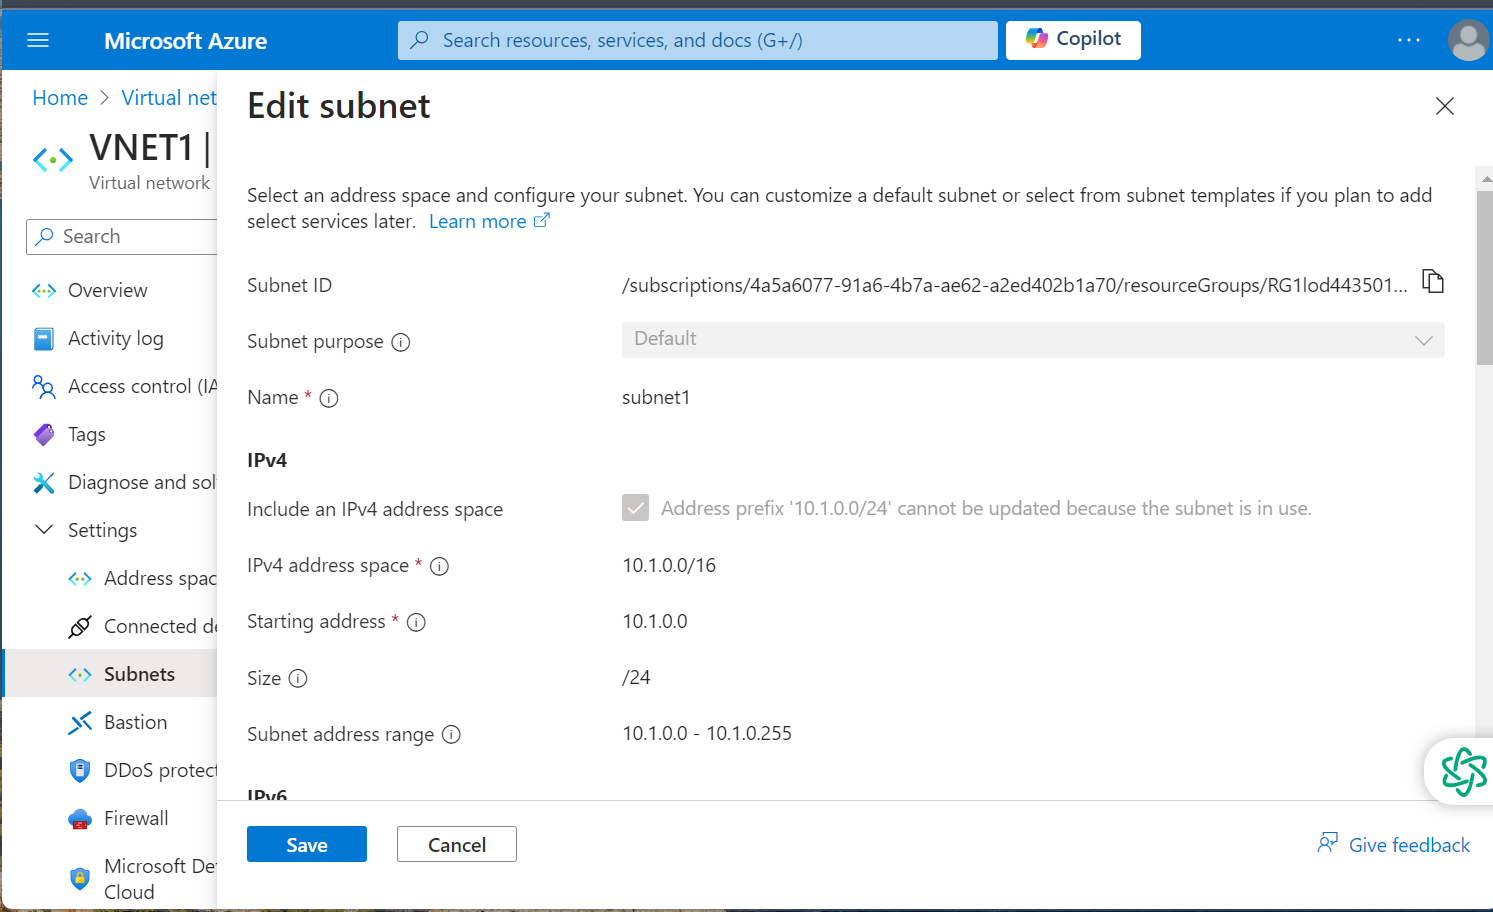 Microsoft Azure
Search resources, services, and docs (G+/)
Copilot
Home > Virtual net
VNET1 |
Virtual network
Search
Overview
Activity log
Access control (IA
Tags
Diagnose and sol
Settings
Address spac
Connected de
Subnets
Bastion
DDoS protect
Firewall
Microsoft De
Cloud
Edit subnet
Select an address space and configure your subnet. You can customize a default subnet or select from subnet templates if you plan to add
select services later. Learn more
Subnet ID /subscriptions/4a5a6077-91a6-4b7a-ae62-a2ed402b1a70/resourceGroups/RG1lod443501...
Subnet purpose Default
Name * subnet1
IPv4
Include an IPv4 address space Address prefix '10.1.0.0/24' cannot be updated because the subnet is in use.
IPv4 address space * 10.1.0.0/16
Starting address * 10.1.0.0
Size /24
Subnet address range 10.1.0.0 - 10.1.0.255
IPv6
Save Cancel
Give feedback